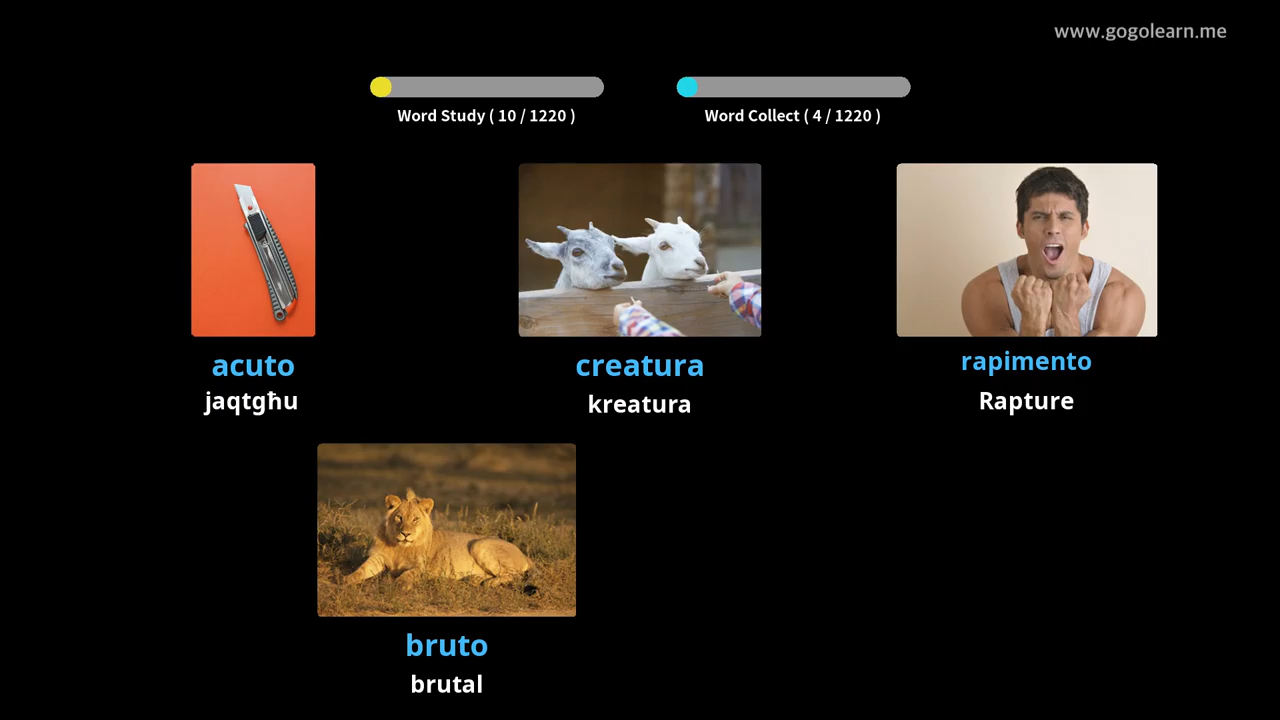 www.gogolearn.me
Word Study ( 10 / 1220 )
Word Collect ( 4 / 1220 )
acuto
jaqtgħu
creatura
kreatura
rapimento
Rapture
bruto
brutal